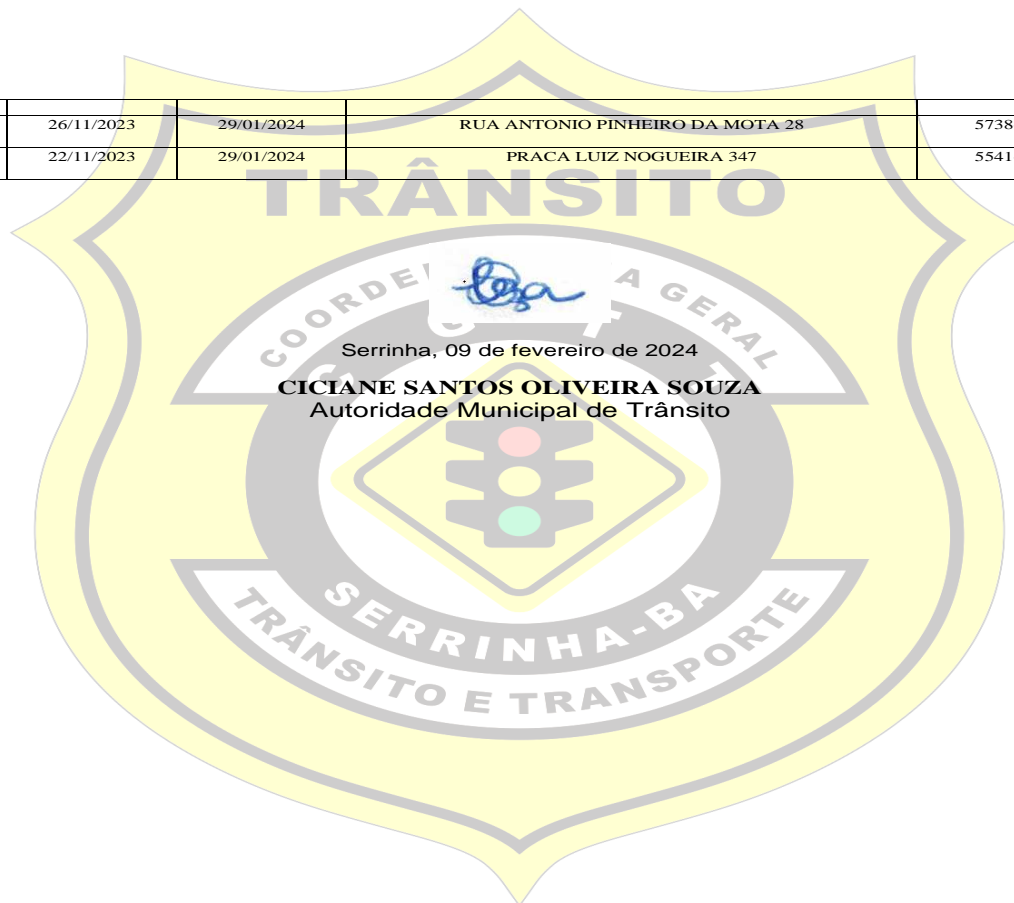 26/11/2023 29/01/2024 RUA ANTONIO PINHEIRO DA MOTA 28 5738
22/11/2023 29/01/2024 PRACA LUIZ NOGUEIRA 347 5541
TRÂNSITO
A GERAL
Serrinha, 09 de fevereiro de 2024
CICIANE SANTOS OLIVEIRA SOUZA
Autoridade Municipal de Trânsito
SERRINHA-BA
TRÂNSITO E TRANSPORTE